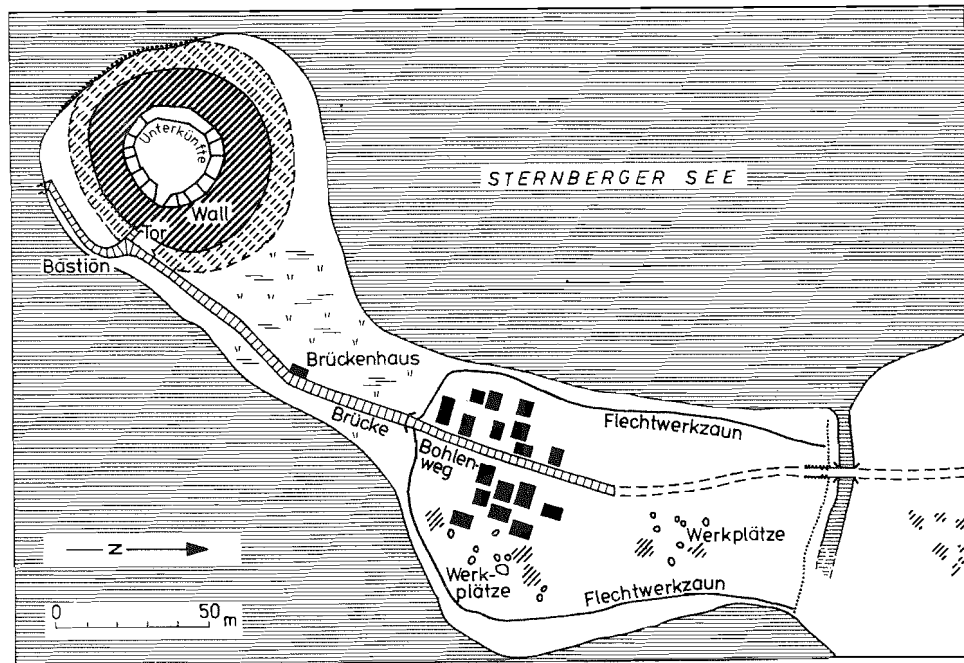 Unterkünfte
STERNBERGER SEE
Wall
Tor
Bastion
Brückenhaus
Brücke
Flechtwerkzaun
Bohlen-
weg
Werkplätze
Werk-
plätze
Flechtwerkzaun
N
0 50
m